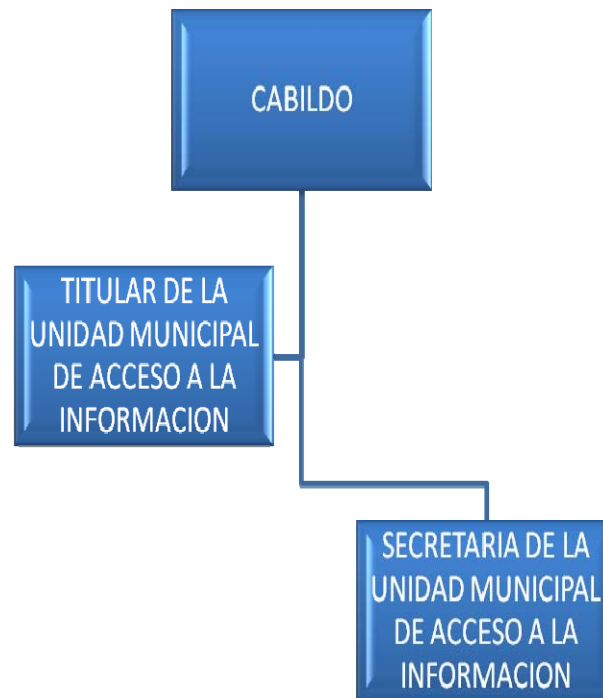 CABILDO
TITULAR DE LA
UNIDAD MUNICIPAL
DE ACCESO A LA
INFORMACION
SECRETARIA DE LA
UNIDAD MUNICIPAL
DE ACCESO A LA
INFORMACION